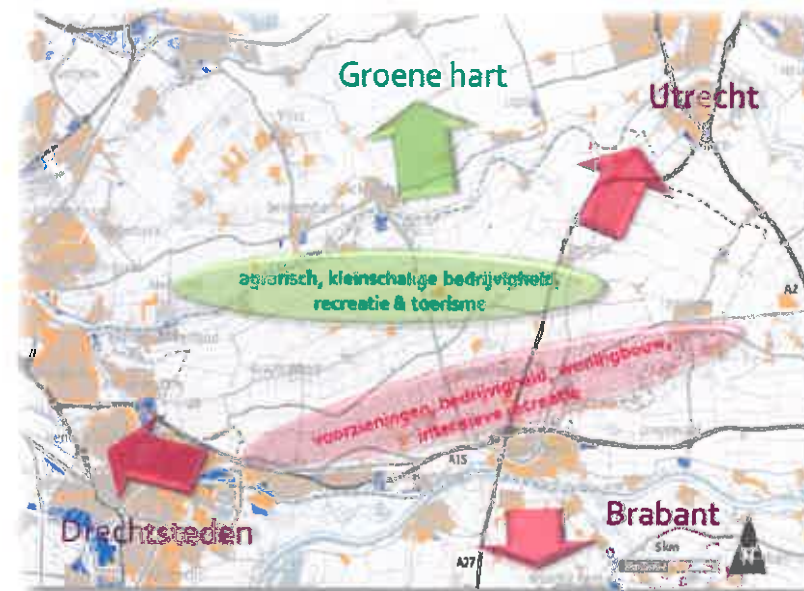 Groene hart
Utrecht
agrarisch, kleinschalige bedrijvigheid,
recreatie & toerisme
A2
voorzieningen, bedrijvigheid, woningbouw,
intensieve recreatie
A15
Drechtsteden
Brabant
5km
A27